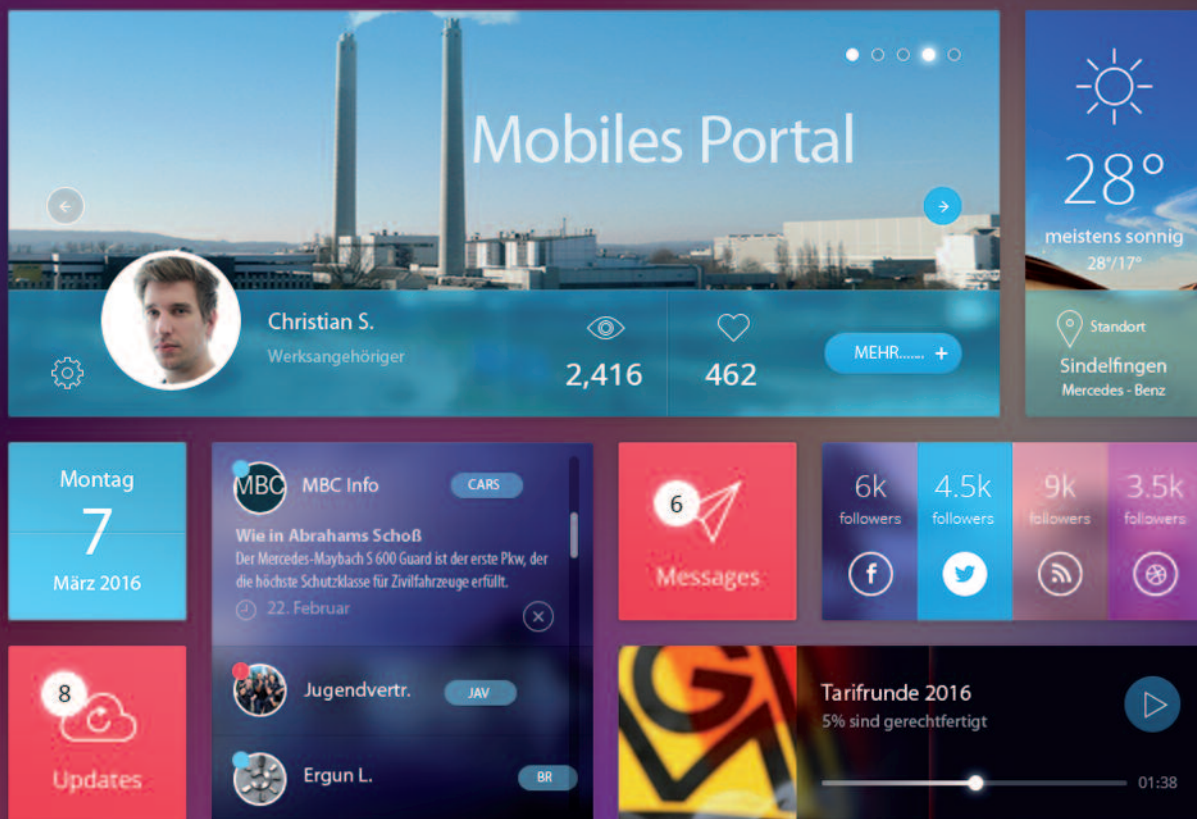 Mobiles Portal
Christian S.
Werksangehöriger
2,416
462
MEHR....... +
28°
meistens sonnig
28°/17°
Standort
Sindelfingen
Mercedes - Benz
Montag
7
März 2016
MBC
MBC Info
CARS
Wie in Abrahams Schoß
Der Mercedes-Maybach S 600 Guard ist der erste Pkw, der
die höchste Schutzklasse für Zivilfahrzeuge erfüllt.
22. Februar
Jugendvertr.
JAV
Ergun L.
BR
6
Messages
6k
followers
4.5k
followers
9k
followers
3.5k
followers
8
Updates
Tarifrunde 2016
5% sind gerechtfertigt
01:38